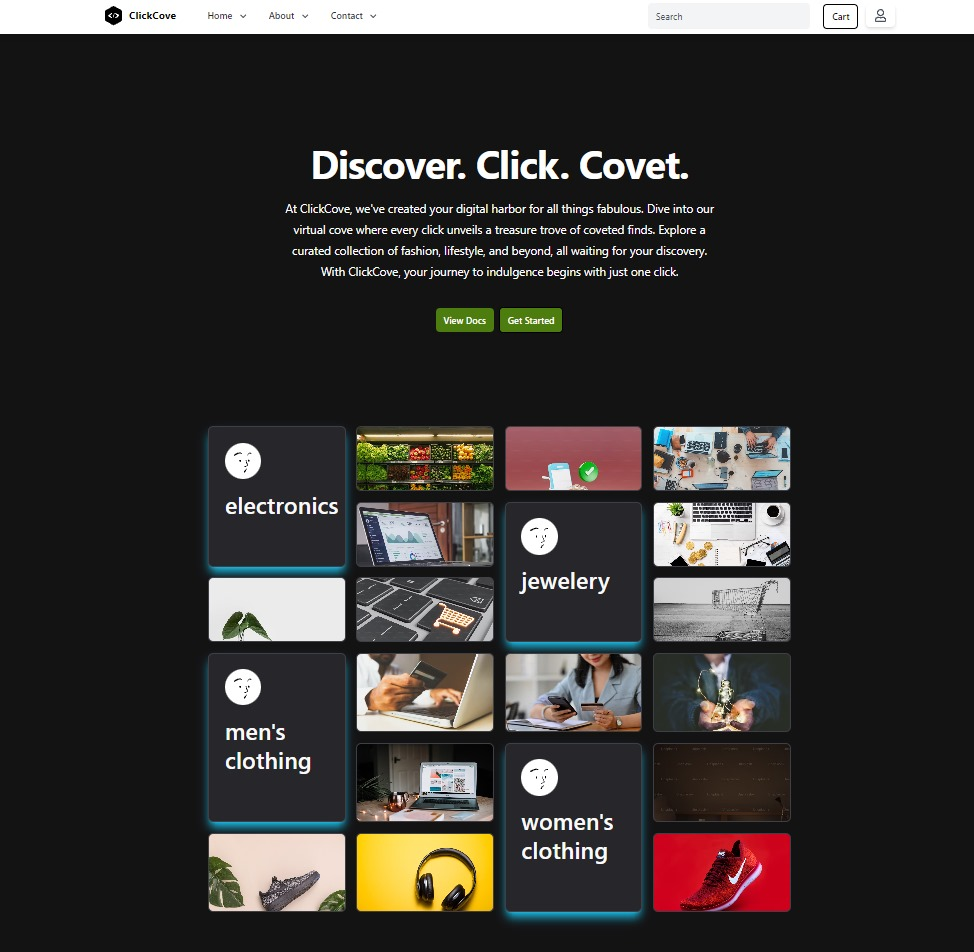 ClickCove
Home
About
Contact
Search
Cart
Discover. Click. Covet.
At ClickCove, we've created your digital harbor for all things fabulous. Dive into our
virtual cove where every click unveils a treasure trove of coveted finds. Explore a
curated collection of fashion, lifestyle, and beyond, all waiting for your discovery.
With ClickCove, your journey to indulgence begins with just one click.
View Docs
Get Started
electronics
jewelery
men's
clothing
women's
clothing